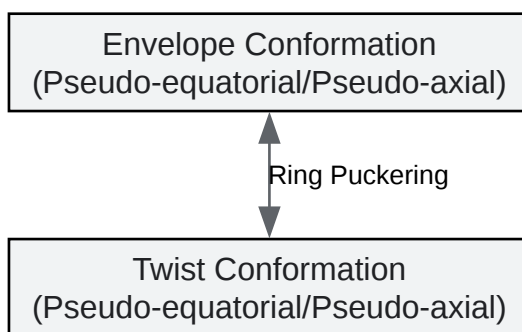 Envelope Conformation
(Pseudo-equatorial/Pseudo-axial)
Ring Puckering
Twist Conformation
(Pseudo-equatorial/Pseudo-axial)